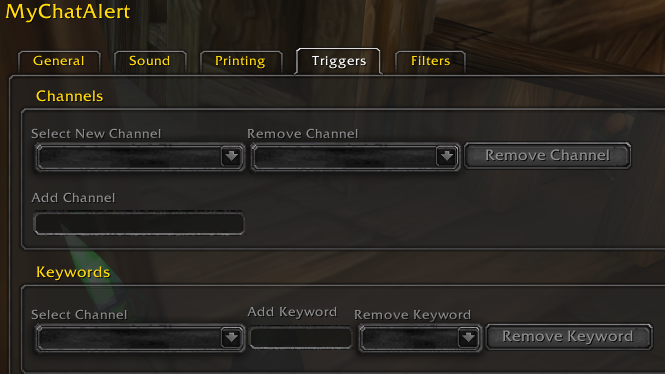 MyChatAlert
General Sound Printing Triggers Filters
Channels
Select New Channel Remove Channel
Remove Channel
Add Channel
Keywords
Select Channel Add Keyword Remove Keyword
Remove Keyword